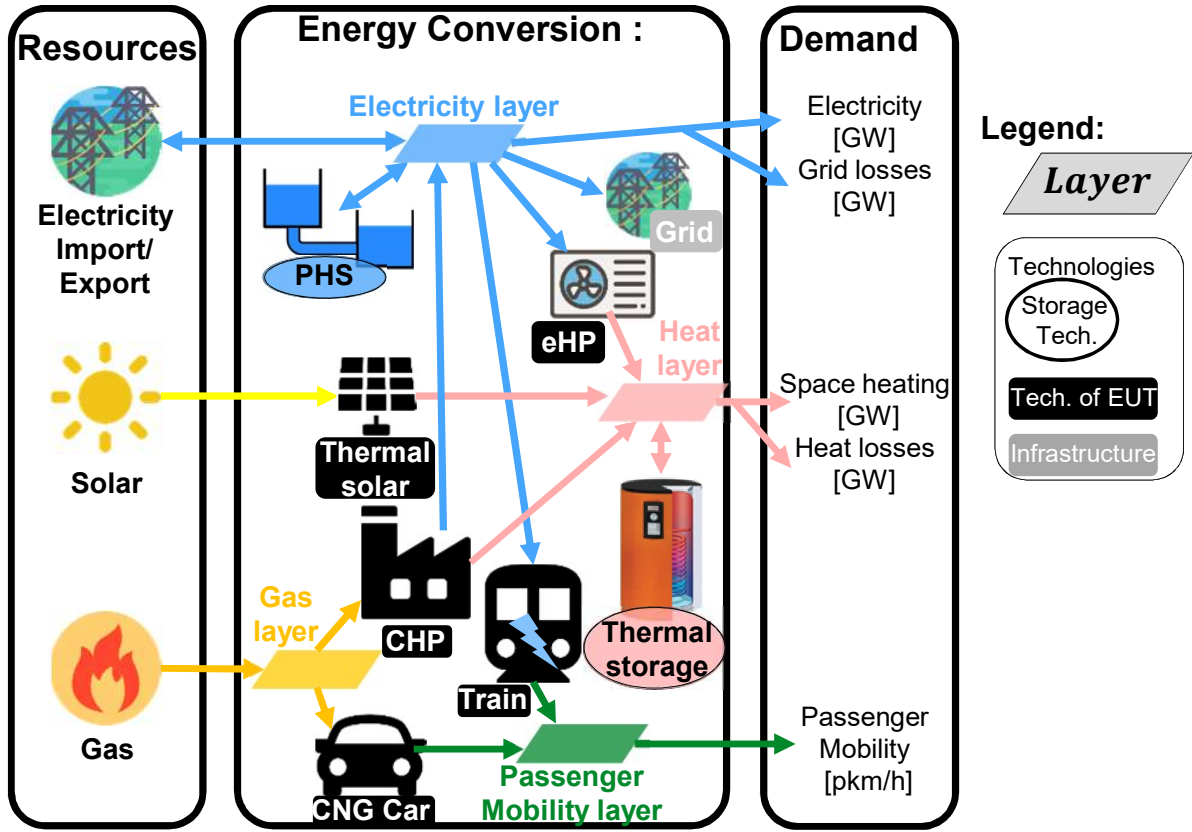 Resources
Electricity
Import/
Export
Solar
Gas
Energy Conversion :
Electricity layer
PHS
Grid
eHP
Heat
layer
Thermal
solar
Gas
layer
CHP
Train
Thermal
storage
CNG Car
Passenger
Mobility layer
Demand
Electricity
[GW]
Grid losses
[GW]
Space heating
[GW]
Heat losses
[GW]
Passenger
Mobility
[pkm/h]
Legend:
Layer
Technologies
Storage
Tech.
Tech. of EUT
Infrastructure